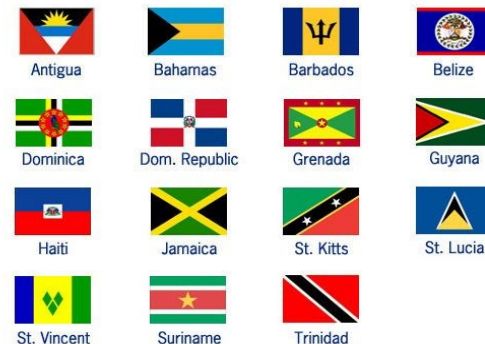 Antigua
Bahamas
Barbados
Belize
Dominica
Dom. Republic
Grenada
Guyana
Haiti
Jamaica
St. Kitts
St. Lucia
St. Vincent
Suriname
Trinidad